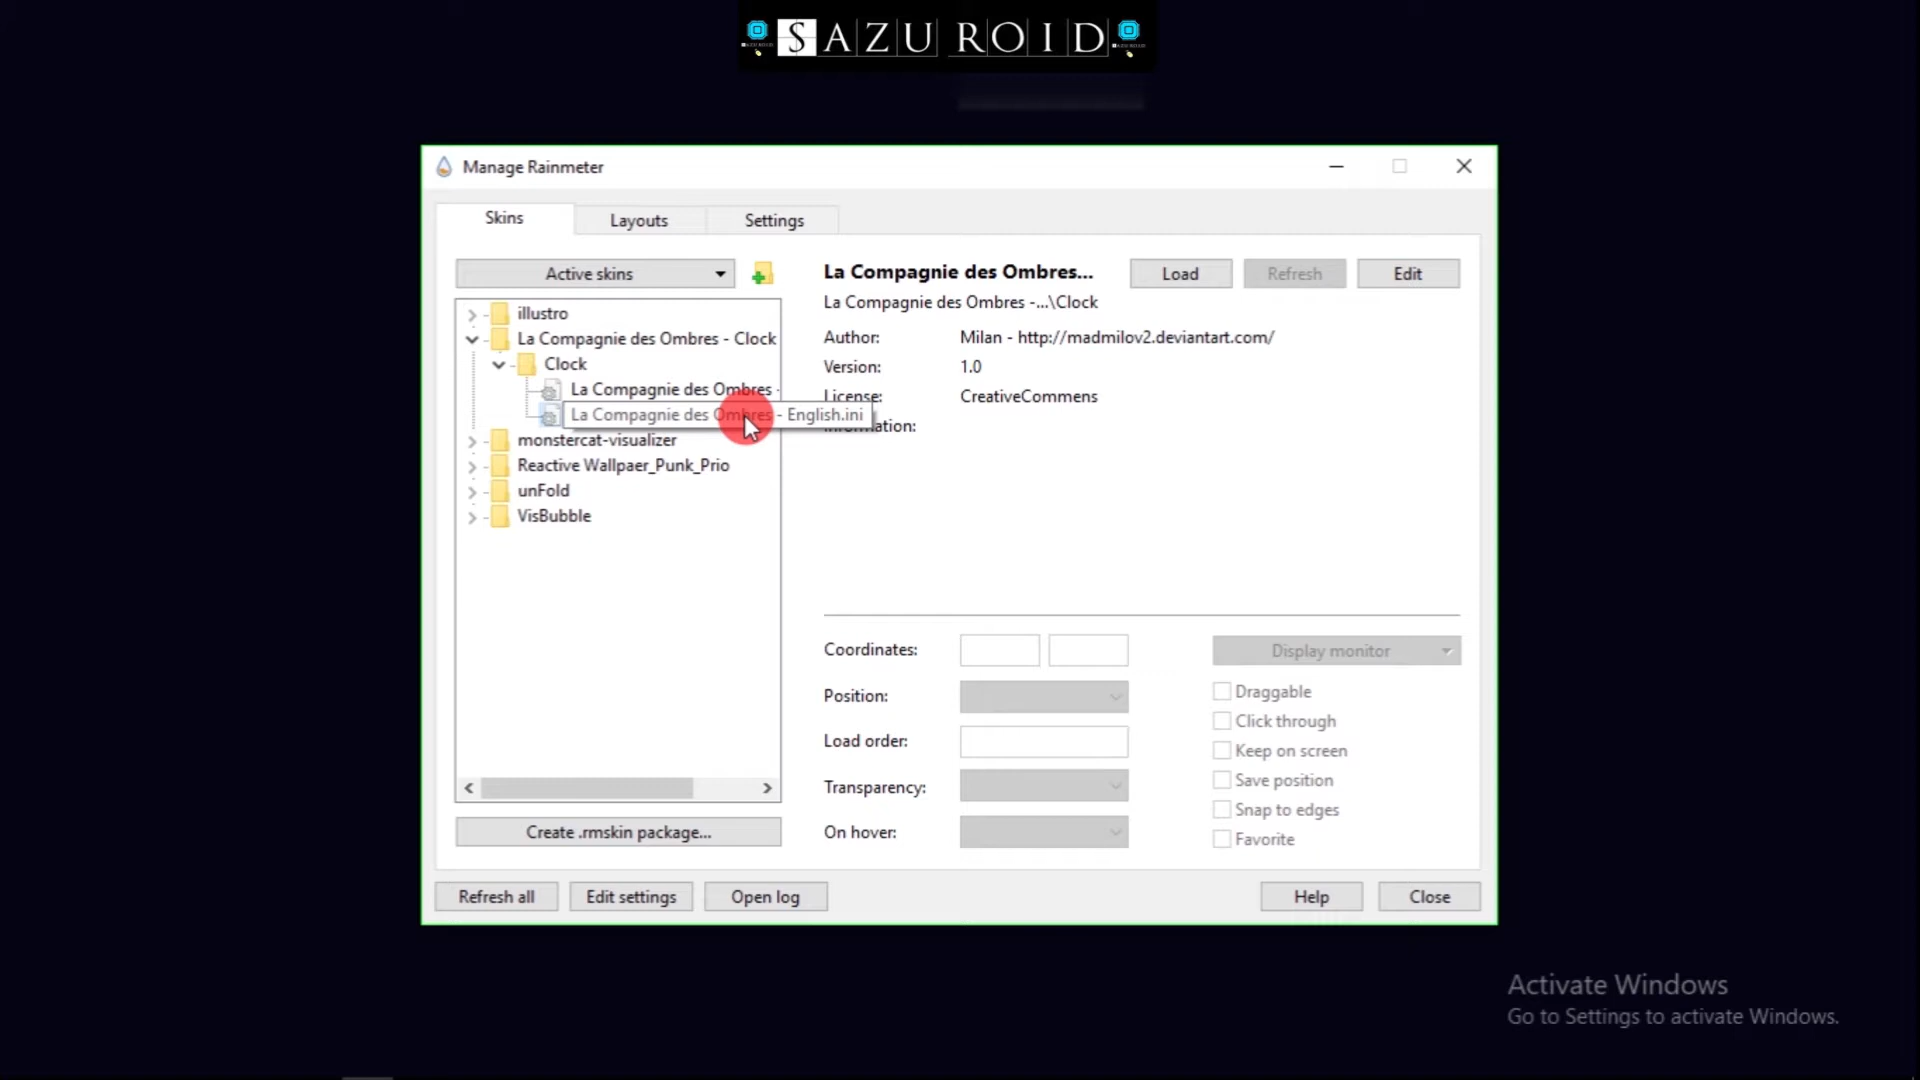 SAZUROID
Manage Rainmeter
Skins
Layouts
Settings
Active skins
illustro
La Compagnie des Ombres - Clock
Clock
La Compagnie des Ombres -
La Compagnie des Ombres - English.ini
monstercat-visualizer
Reactive Wallpaer_Punk_Prio
unFold
VisBubble
Create .rmskin package...
La Compagnie des Ombres...
Load
Refresh
Edit
La Compagnie des Ombres -...\Clock
Author: Milan - http://madmilov2.deviantart.com/
Version: 1.0
License: CreativeCommens
Information:
Coordinates:
Position:
Load order:
Transparency:
On hover:
Display monitor
Draggable
Click through
Keep on screen
Save position
Snap to edges
Favorite
Refresh all
Edit settings
Open log
Help
Close
Activate Windows
Go to Settings to activate Windows.